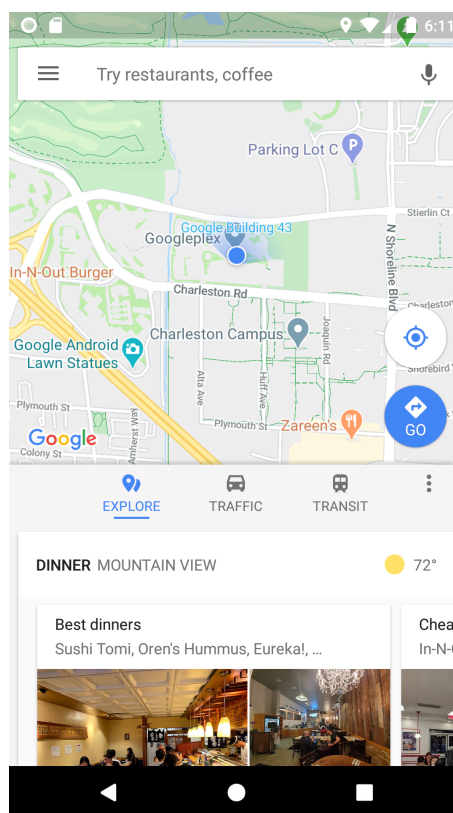 6:11
Try restaurants, coffee
Parking Lot C
P
Stierlin Ct
Google Building 43
Googleplex
N Shoreline Blvd
In-N-Out Burger
Charleston Rd
Charleston
Charleston Campus
Joaquin Rd
Google Android
Lawn Statues
Shorebird
Alta Ave
Huff Ave
Plymouth St
Amherst Way
Plymouth St
Zareen's
GO
Google
Colony St
EXPLORE
TRAFFIC
TRANSIT
DINNER MOUNTAIN VIEW
72°
Best dinners
Sushi Tomi, Oren's Hummus, Eureka!, ...
Chea
In-N-